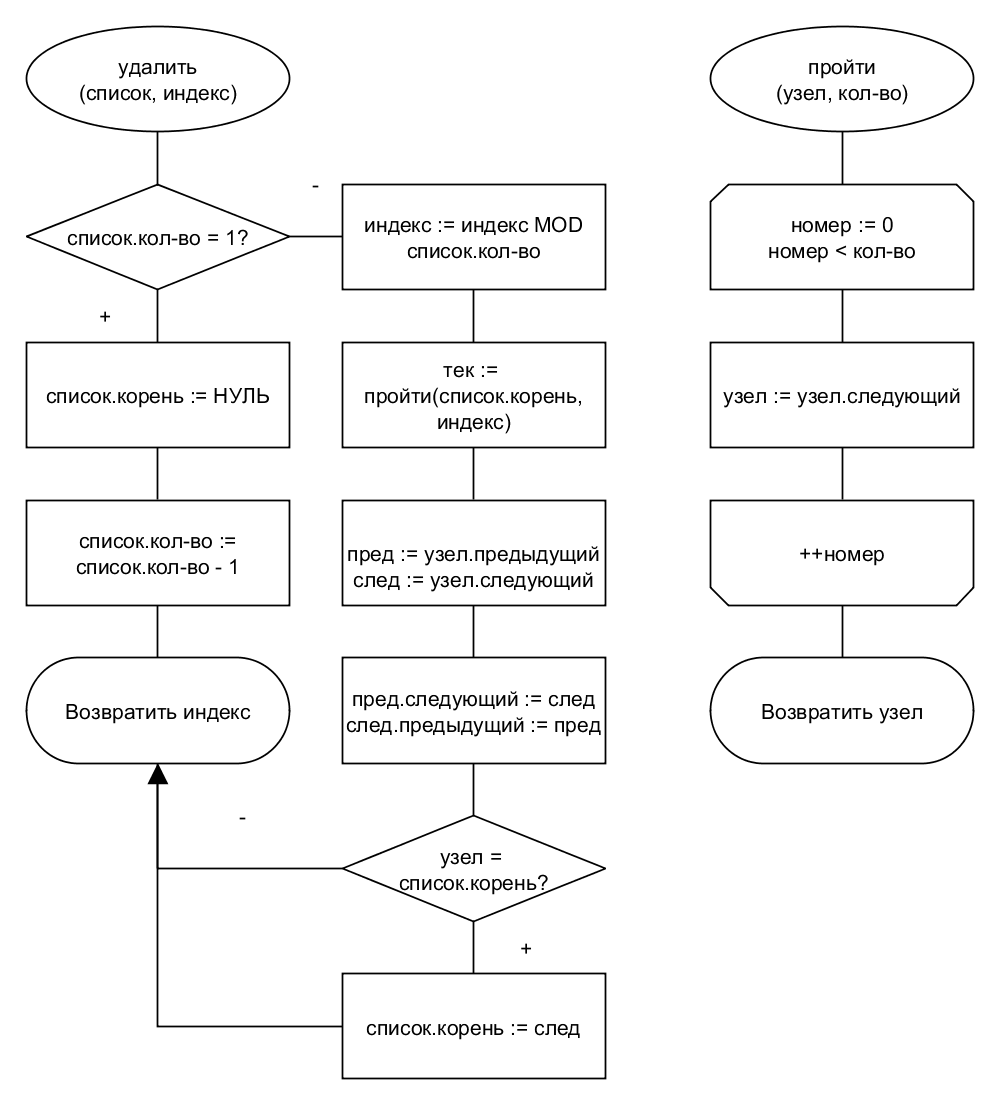 удалить
(список, индекс)
список.кол-во = 1?
+
список.корень := НУЛЬ
список.кол-во :=
список.кол-во - 1
Возвратить индекс
-
индекс := индекс MOD
список.кол-во
тек :=
пройти(список.корень,
индекс)
пред := узел.предыдущий
след := узел.следующий
пред.следующий := след
след.предыдущий := пред
узел =
список.корень?
-
+
список.корень := след
пройти
(узел, кол-во)
номер := 0
номер < кол-во
узел := узел.следующий
++номер
Возвратить узел